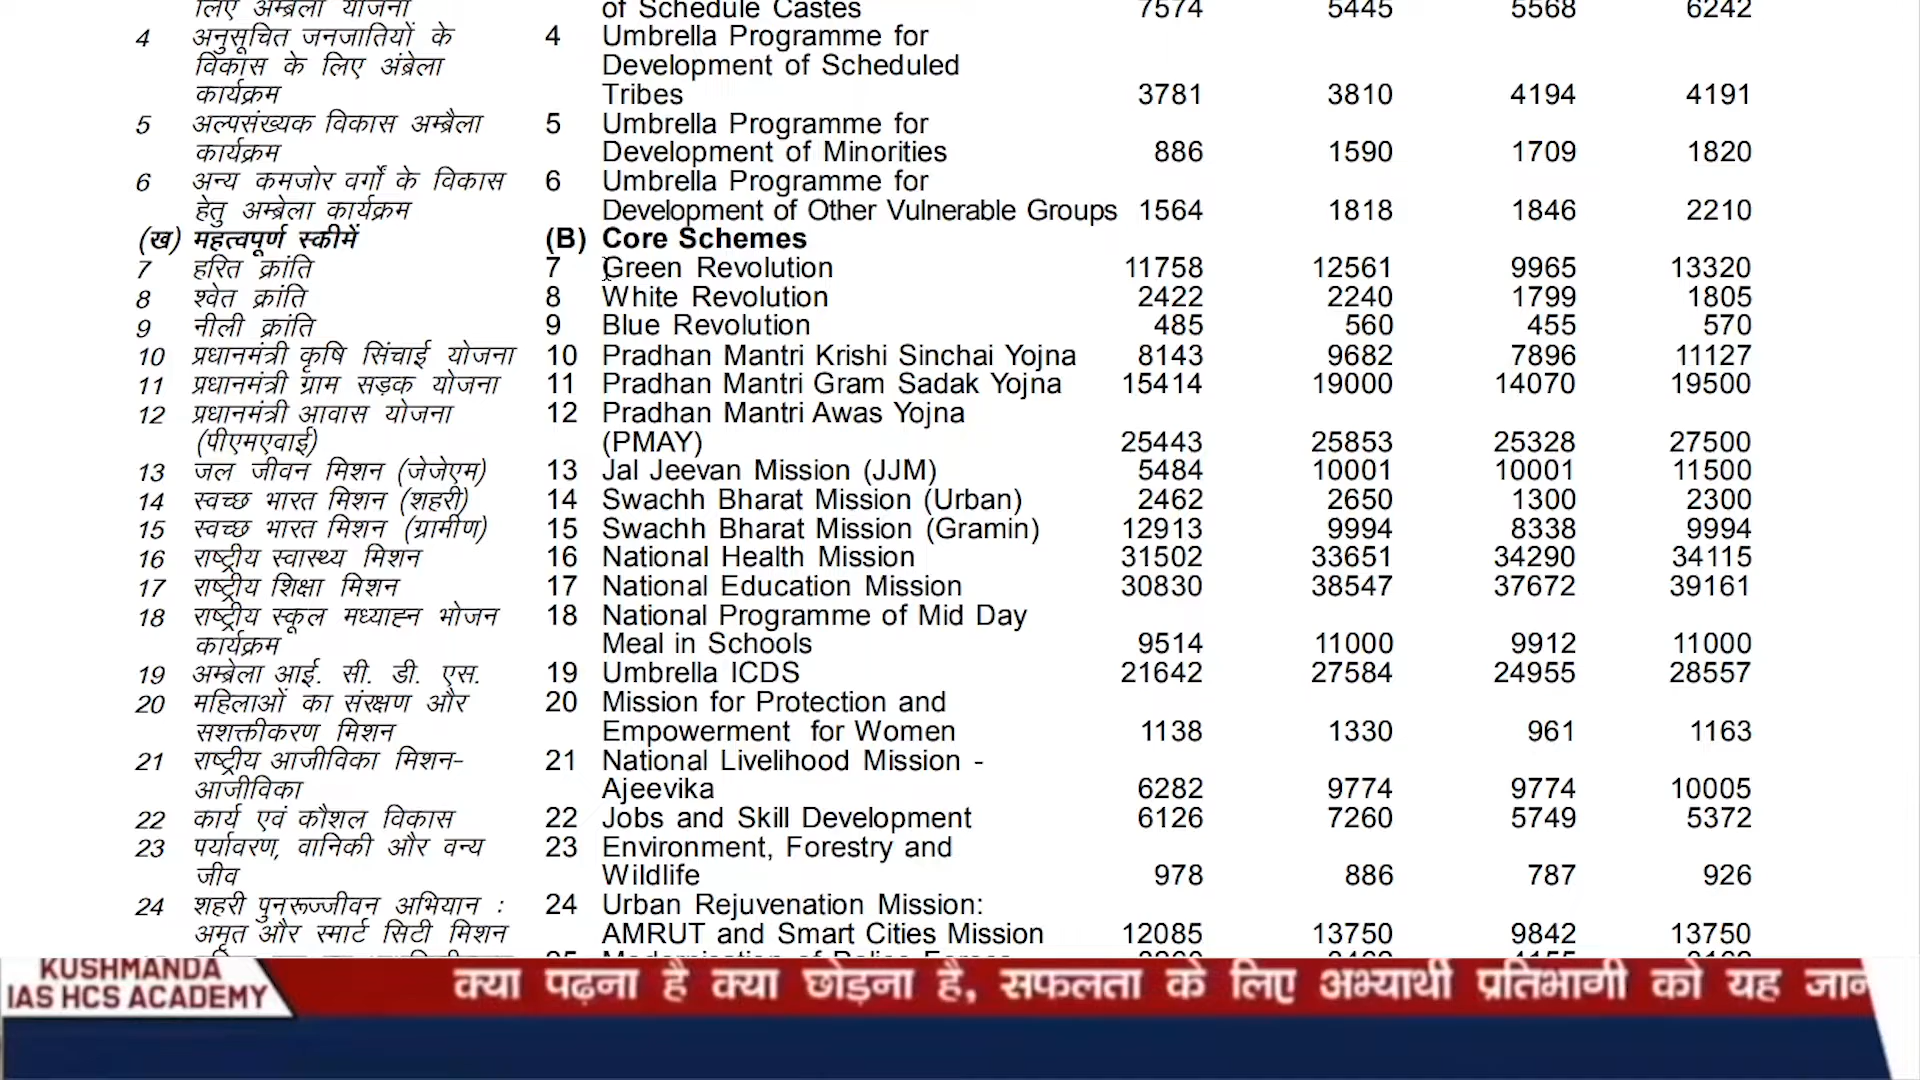 लिए अम्ब्रेला योजना of Schedule Castes 7574 5445 5568 6242
4 अनुसूचित जनजातियों के 4 Umbrella Programme for
विकास के लिए अंब्रेला Development of Scheduled
कार्यक्रम Tribes 3781 3810 4194 4191
5 अल्पसंख्यक विकास अम्ब्रैला 5 Umbrella Programme for
कार्यक्रम Development of Minorities 886 1590 1709 1820
6 अन्य कमजोर वर्गों के विकास 6 Umbrella Programme for
हेतु अम्ब्रेला कार्यक्रम Development of Other Vulnerable Groups 1564 1818 1846 2210
(ख) महत्वपूर्ण स्कीमें (B) Core Schemes
7 हरित क्रांति 7 Green Revolution 11758 12561 9965 13320
8 श्वेत क्रांति 8 White Revolution 2422 2240 1799 1805
9 नीली क्रांति 9 Blue Revolution 485 560 455 570
10 प्रधानमंत्री कृषि सिंचाई योजना 10 Pradhan Mantri Krishi Sinchai Yojna 8143 9682 7896 11127
11 प्रधानमंत्री ग्राम सड़क योजना 11 Pradhan Mantri Gram Sadak Yojna 15414 19000 14070 19500
12 प्रधानमंत्री आवास योजना 12 Pradhan Mantri Awas Yojna
(पीएमएवाई) (PMAY) 25443 25853 25328 27500
13 जल जीवन मिशन (जेजेएम) 13 Jal Jeevan Mission (JJM) 5484 10001 10001 11500
14 स्वच्छ भारत मिशन (शहरी) 14 Swachh Bharat Mission (Urban) 2462 2650 1300 2300
15 स्वच्छ भारत मिशन (ग्रामीण) 15 Swachh Bharat Mission (Gramin) 12913 9994 8338 9994
16 राष्ट्रीय स्वास्थ्य मिशन 16 National Health Mission 31502 33651 34290 34115
17 राष्ट्रीय शिक्षा मिशन 17 National Education Mission 30830 38547 37672 39161
18 राष्ट्रीय स्कूल मध्याह्न भोजन 18 National Programme of Mid Day
कार्यक्रम Meal in Schools 9514 11000 9912 11000
19 अम्ब्रेला आई. सी. डी. एस. 19 Umbrella ICDS 21642 27584 24955 28557
20 महिलाओं का संरक्षण और 20 Mission for Protection and
सशक्तीकरण मिशन Empowerment for Women 1138 1330 961 1163
21 राष्ट्रीय आजीविका मिशन- 21 National Livelihood Mission -
आजीविका Ajeevika 6282 9774 9774 10005
22 कार्य एवं कौशल विकास 22 Jobs and Skill Development 6126 7260 5749 5372
23 पर्यावरण, वानिकी और वन्य 23 Environment, Forestry and
जीव Wildlife 978 886 787 926
24 शहरी पुनरूज्जीवन अभियान : 24 Urban Rejuvenation Mission:
अमृत और स्मार्ट सिटी मिशन AMRUT and Smart Cities Mission 12085 13750 9842 13750
KUSHMANDA
IAS HCS ACADEMY
क्या पढ़ना है क्या छोड़ना है, सफलता के लिए अभ्यार्थी प्रतिभागी को यह